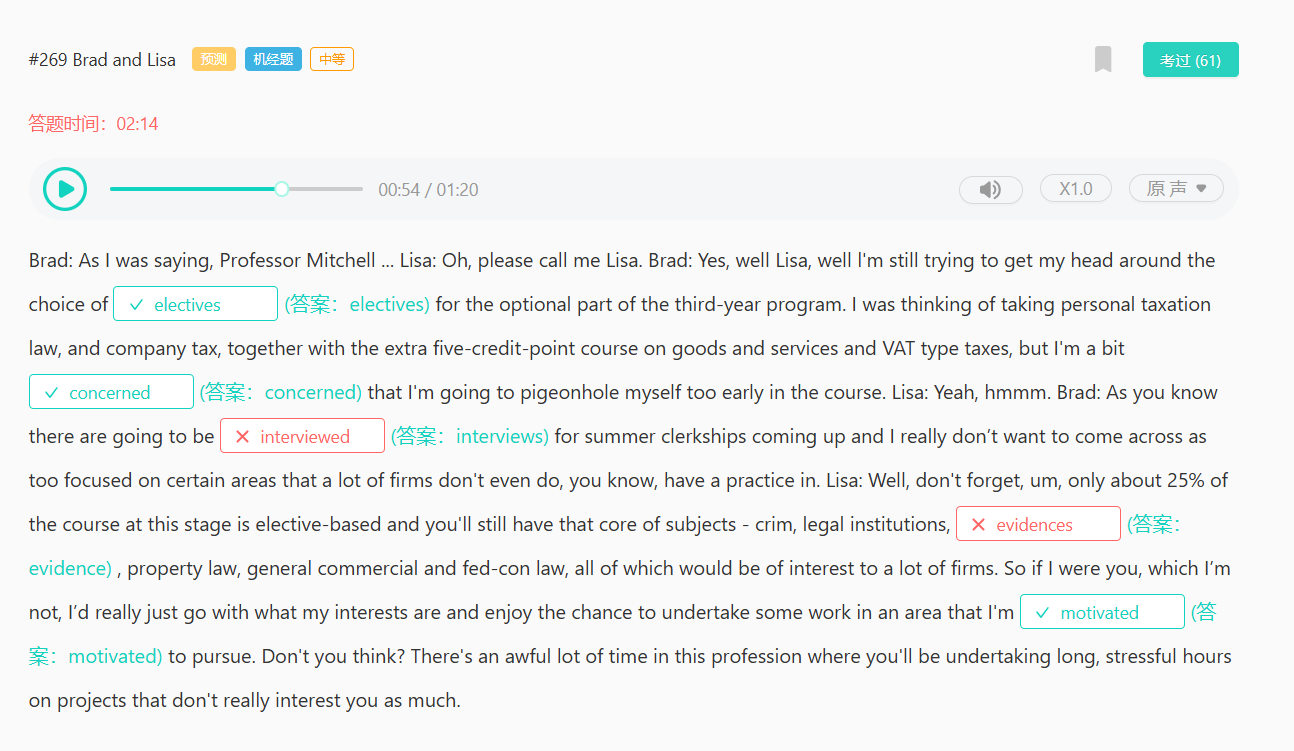 #269 Brad and Lisa 预测 机经题 中等 考过 (61)
答题时间：02:14
00:54 / 01:20 X1.0 原 声
Brad: As I was saying, Professor Mitchell ... Lisa: Oh, please call me Lisa. Brad: Yes, well Lisa, well I'm still trying to get my head around the
choice of electives (答案：electives) for the optional part of the third-year program. I was thinking of taking personal taxation
law, and company tax, together with the extra five-credit-point course on goods and services and VAT type taxes, but I'm a bit
concerned (答案：concerned) that I'm going to pigeonhole myself too early in the course. Lisa: Yeah, hmmm. Brad: As you know
there are going to be interviewed (答案：interviews) for summer clerkships coming up and I really don’t want to come across as
too focused on certain areas that a lot of firms don't even do, you know, have a practice in. Lisa: Well, don't forget, um, only about 25% of
the course at this stage is elective-based and you'll still have that core of subjects - crim, legal institutions, evidences (答案：
evidence) , property law, general commercial and fed-con law, all of which would be of interest to a lot of firms. So if I were you, which I’m
not, I’d really just go with what my interests are and enjoy the chance to undertake some work in an area that I'm motivated (答
案：motivated) to pursue. Don't you think? There's an awful lot of time in this profession where you'll be undertaking long, stressful hours
on projects that don't really interest you as much.